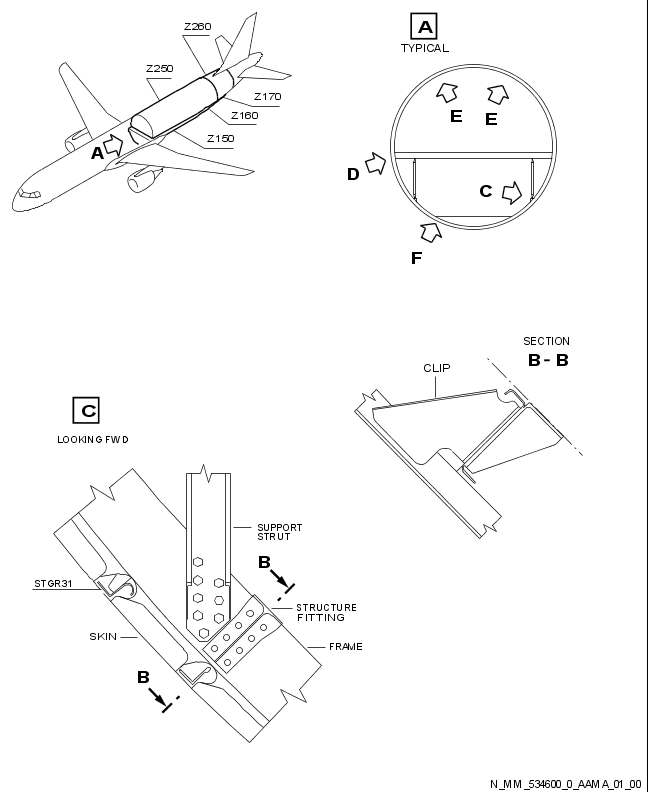 Z260
Z250
Z170
Z160
Z150
A
A
TYPICAL
E
E
D
C
F
SECTION
B - B
CLIP
C
LOOKING FWD
SUPPORT
STRUT
B
STGR31
STRUCTURE
FITTING
SKIN
FRAME
B
N_MM_534600_0_AAMA_01_00